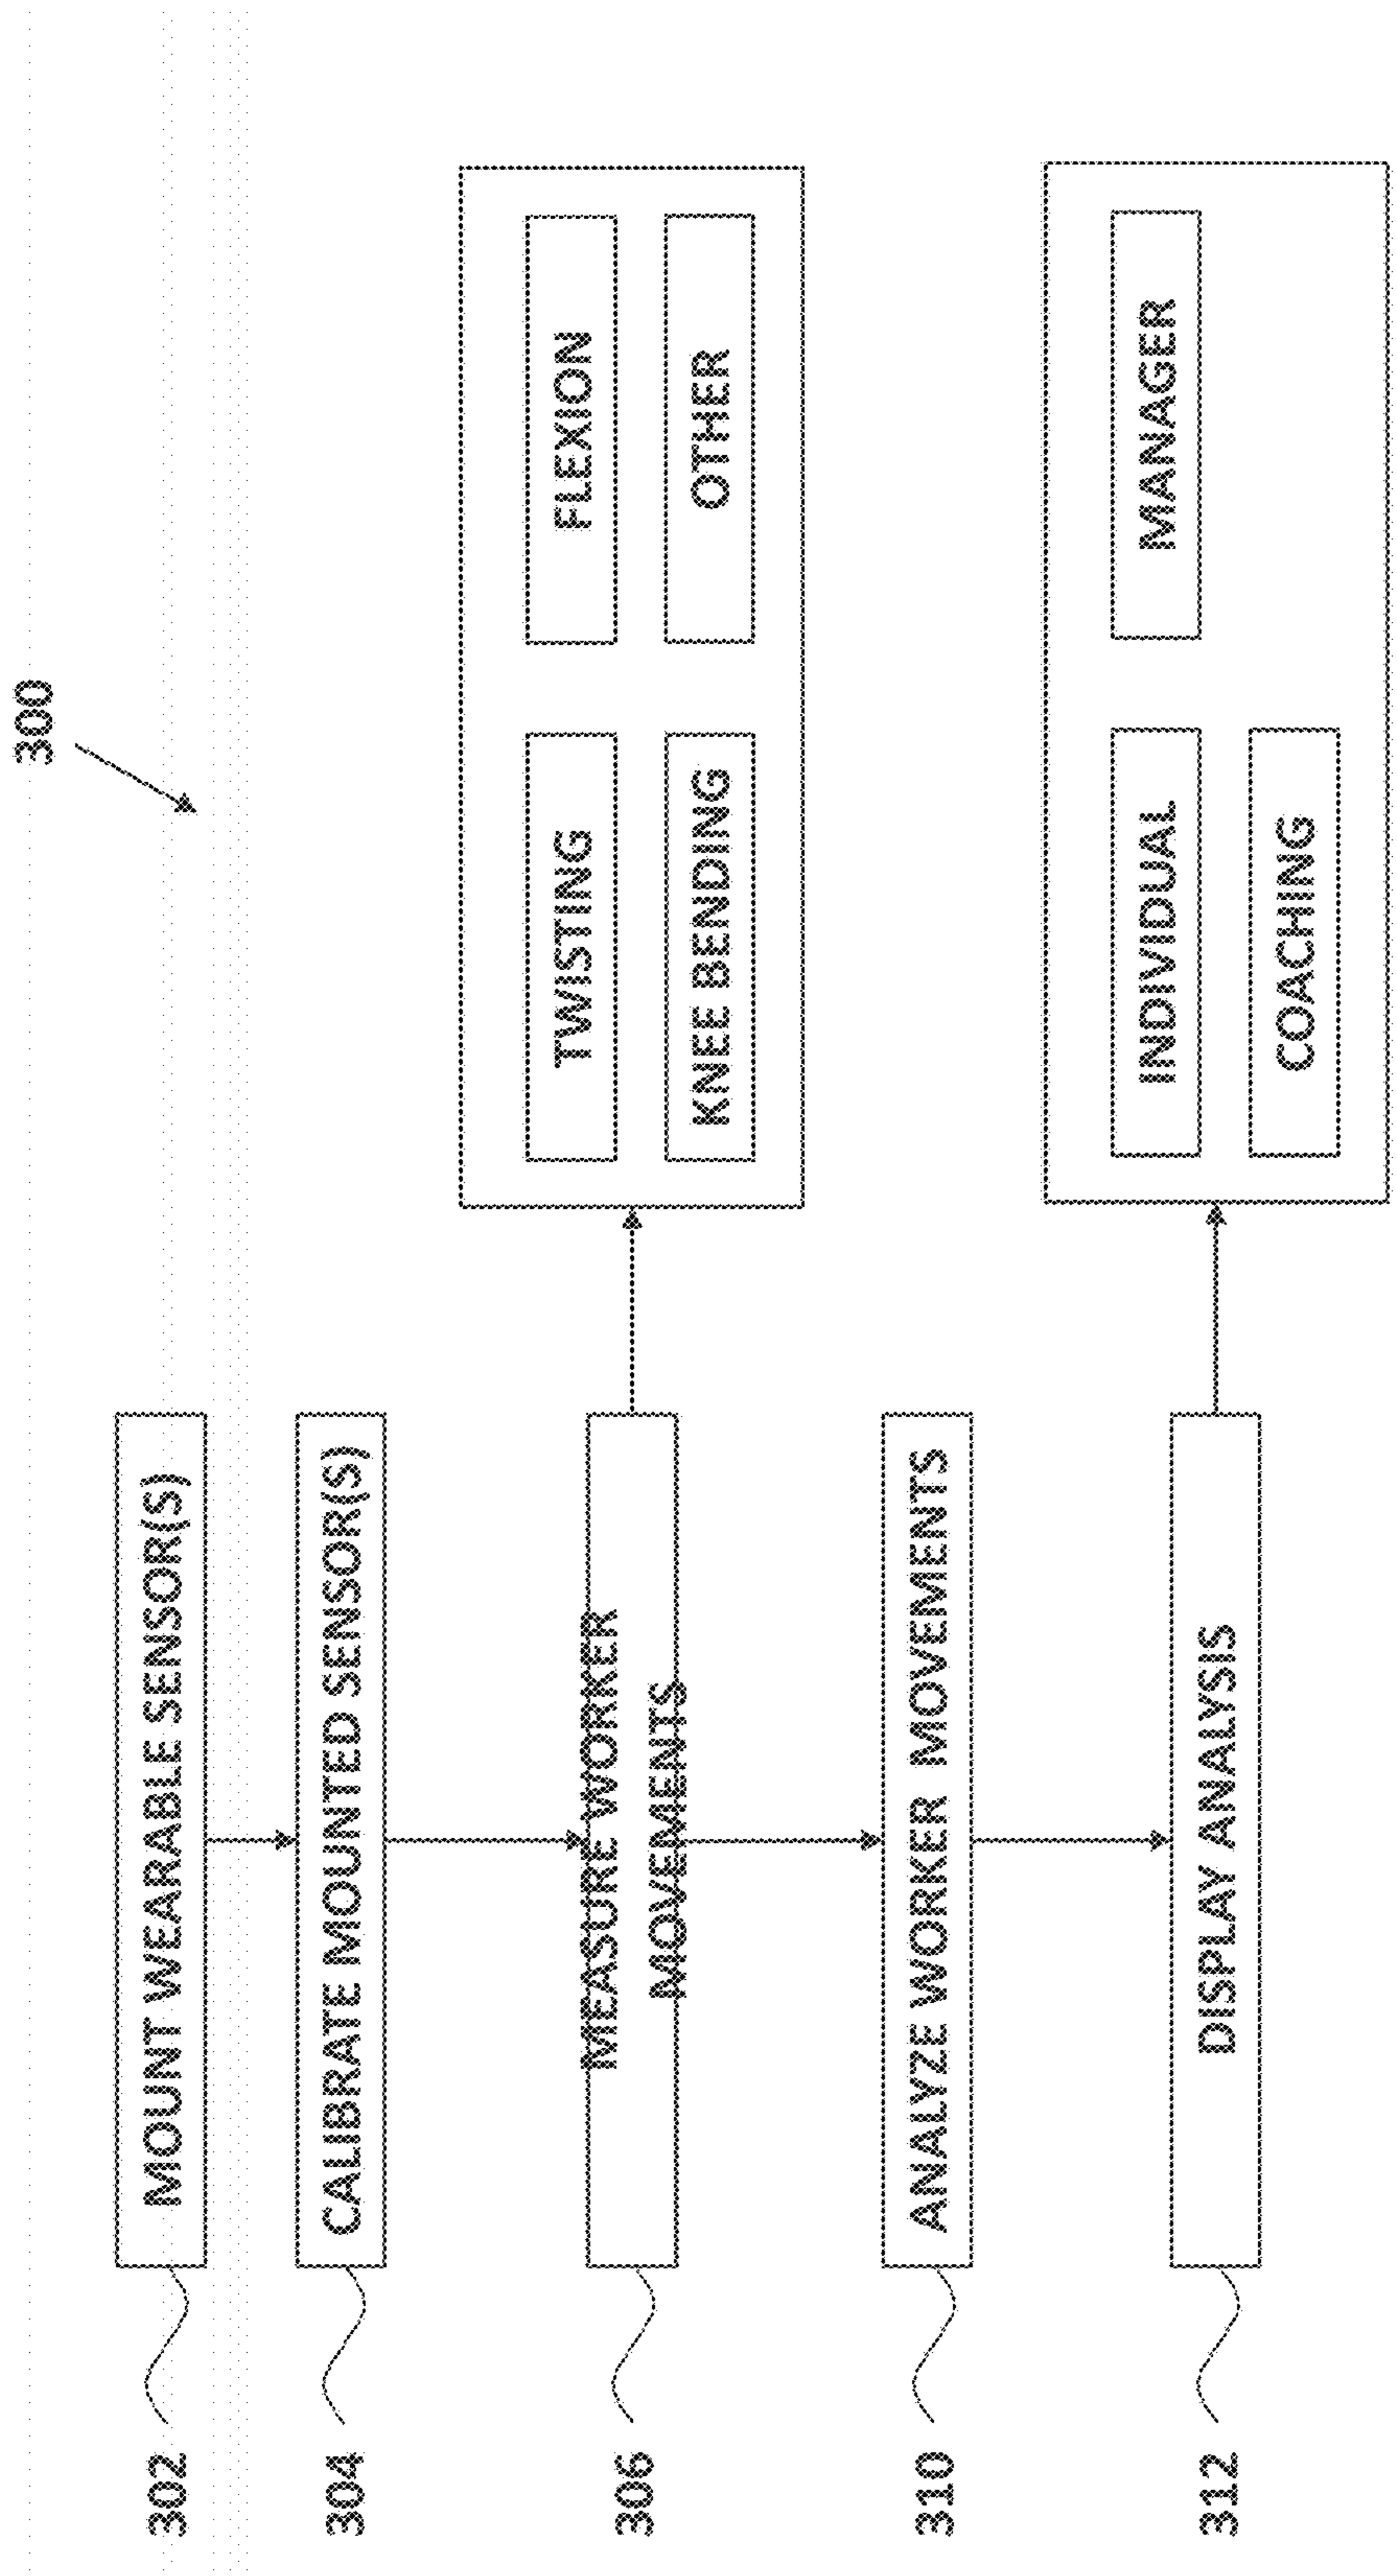 300
302
MOUNT WEARABLE SENSOR(S)
304
CALIBRATE MOUNTED SENSOR(S)
306
MEASURE WORKER
MOVEMENTS
TWISTING
FLEXION
KNEE BENDING
OTHER
310
ANALYZE WORKER MOVEMENTS
312
DISPLAY ANALYSIS
INDIVIDUAL
MANAGER
COACHING